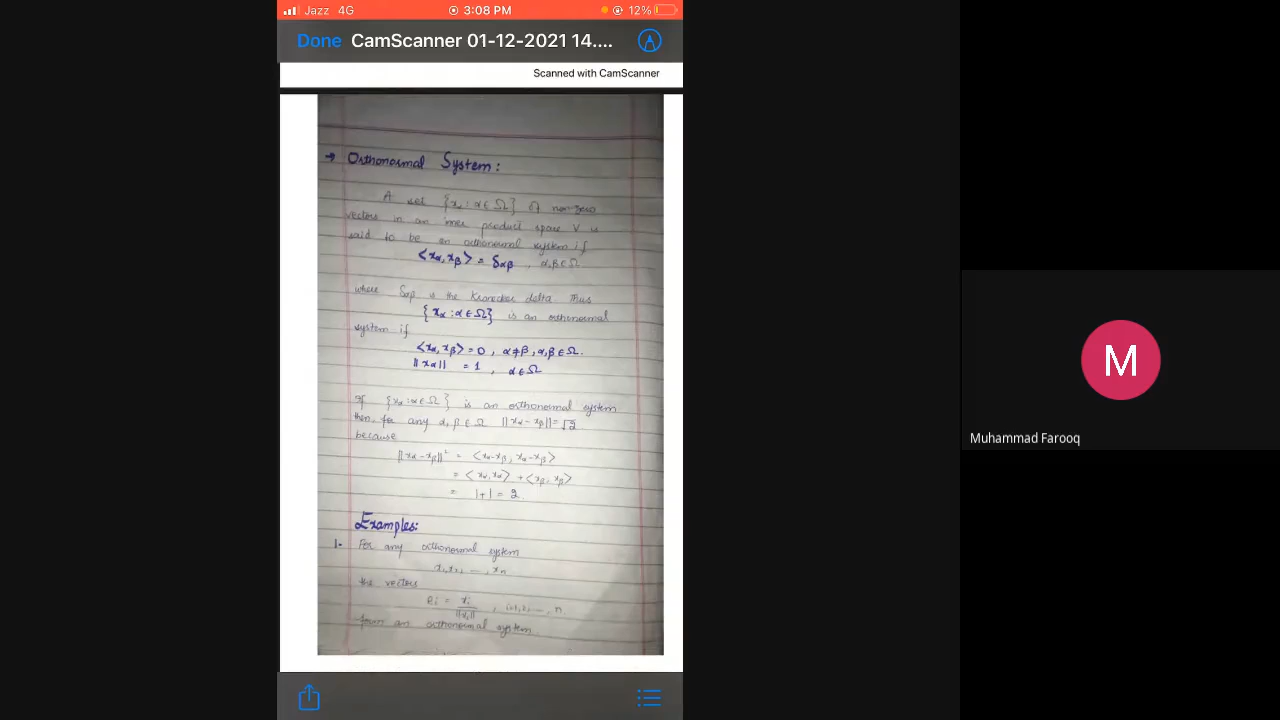 Jazz 4G 3:08 PM 12%
Done CamScanner 01-12-2021 14....
Scanned with CamScanner
→ Orthonormal System:
A set {xα : α ∈ Ω} of non-zero
vectors in an inner product space V is
said to be an orthonormal system if
<xα, xβ> = δαβ , α,β ∈ Ω
where δαβ is the Kronecker delta Thus
{xα : α ∈ Ω} is an orthonormal
system if
<xα, xβ> = 0 , α ≠ β , α,β ∈ Ω.
||xα|| = 1 , α ∈ Ω
If {xα : α ∈ Ω} is an orthonormal system
then, for any α, β ∈ Ω ||xα - xβ|| = √2
because
||xα - xβ||² = <xα - xβ, xα - xβ>
= <xα, xα> + <xβ, xβ>
= 1+1 = 2
Examples:
1. For any orthonormal system
x₁, x₂, ..., xn
the vectors
ei = xi / ||xi|| , i=1,2,...,n
form an orthonormal system.
M
Muhammad Farooq